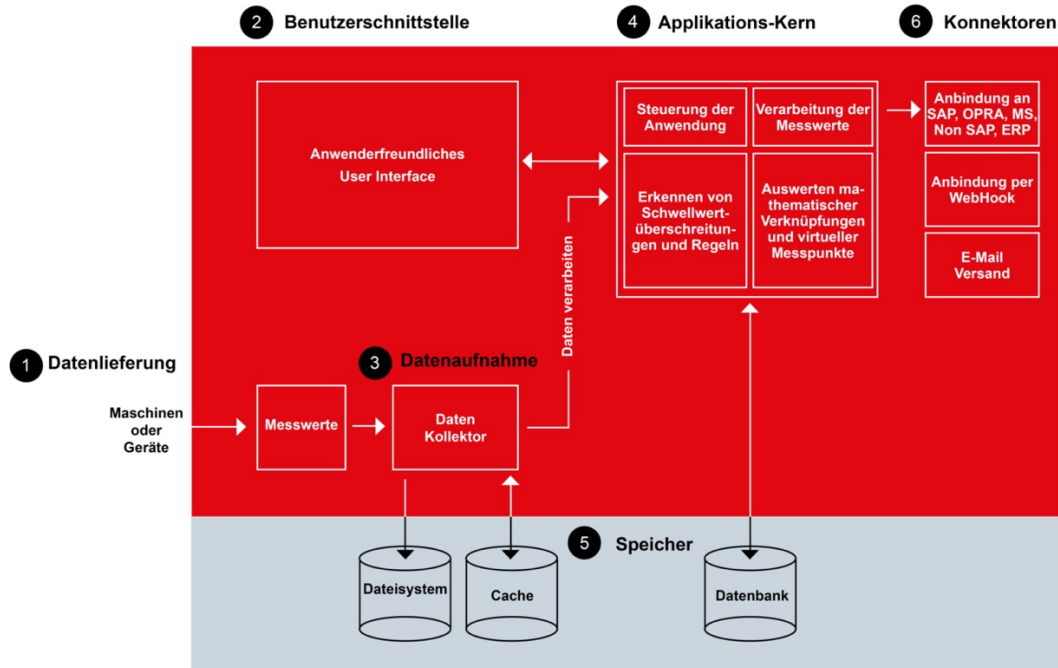 2 Benutzerschnittstelle
4 Applikations-Kern
6 Konnektoren
Anwenderfreundliches
User Interface
Steuerung der
Anwendung
Verarbeitung der
Messwerte
Erkennen von
Schwellwert-
überschreitun-
gen und Regeln
Auswerten ma-
thematischer
Verknüpfungen
und virtueller
Messpunkte
Anbindung an
SAP, OPRA, MS,
Non SAP, ERP
Anbindung per
WebHook
E-Mail
Versand
Daten verarbeiten
1 Datenlieferung
3 Datenaufnahme
Maschinen
oder
Geräte
Messwerte
Daten
Kollektor
5 Speicher
Dateisystem
Cache
Datenbank